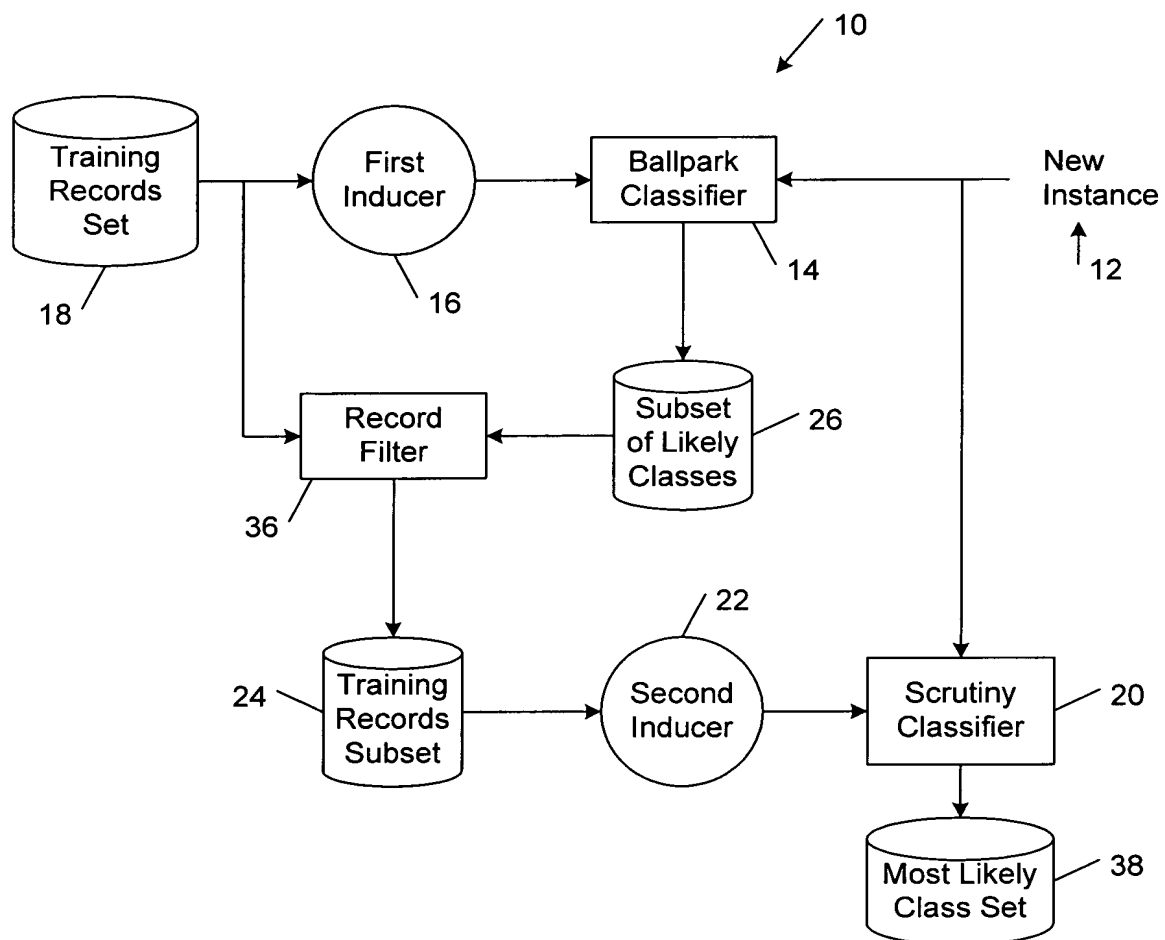 10
Training
Records
Set
First
Inducer
Ballpark
Classifier
New
Instance
18
16
14
12
Record
Filter
Subset
of Likely
Classes
26
36
22
24
Training
Records
Subset
Second
Inducer
Scrutiny
Classifier
20
Most Likely
Class Set
38